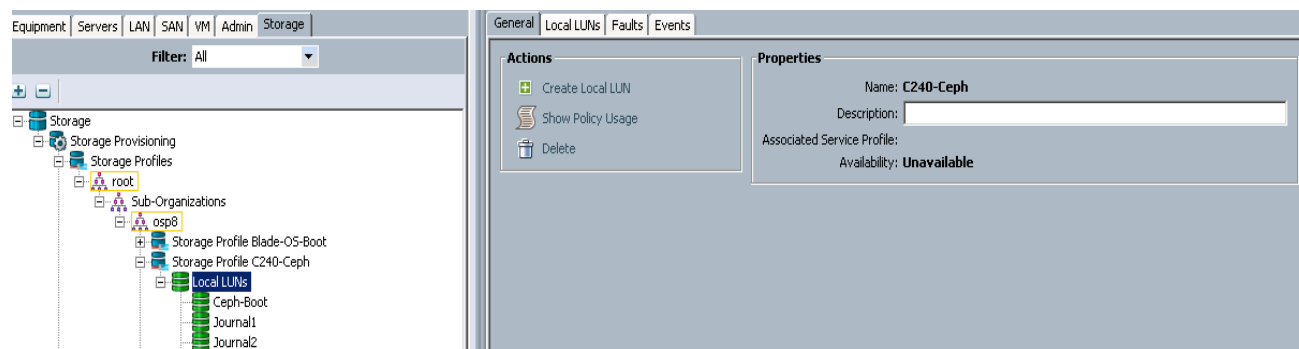 Equipment Servers LAN SAN VM Admin Storage
Filter: All
Storage
Storage Provisioning
Storage Profiles
root
Sub-Organizations
osp8
Storage Profile Blade-OS-Boot
Storage Profile C240-Ceph
Local LUNs
Ceph-Boot
Journal1
Journal2
General Local LUNs Faults Events
Actions
Create Local LUN
Show Policy Usage
Delete
Properties
Name: C240-Ceph
Description:
Associated Service Profile:
Availability: Unavailable